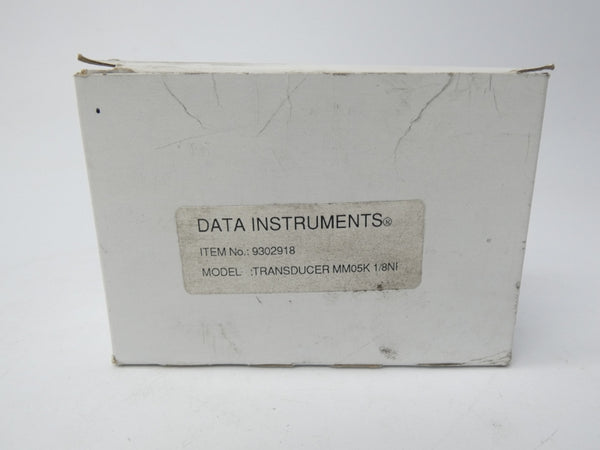 DATA INSTRUMENTS®
ITEM No.: 9302918
MODEL :TRANSDUCER MM05K 1/8NI